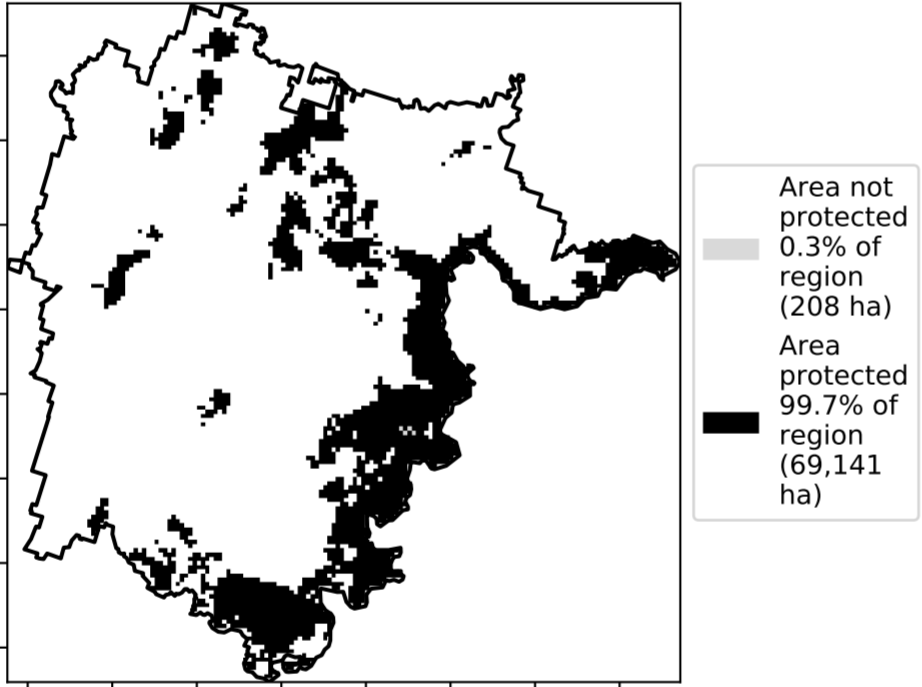 Area not
protected
0.3% of
region
(208 ha)
Area
protected
99.7% of
region
(69,141
ha)